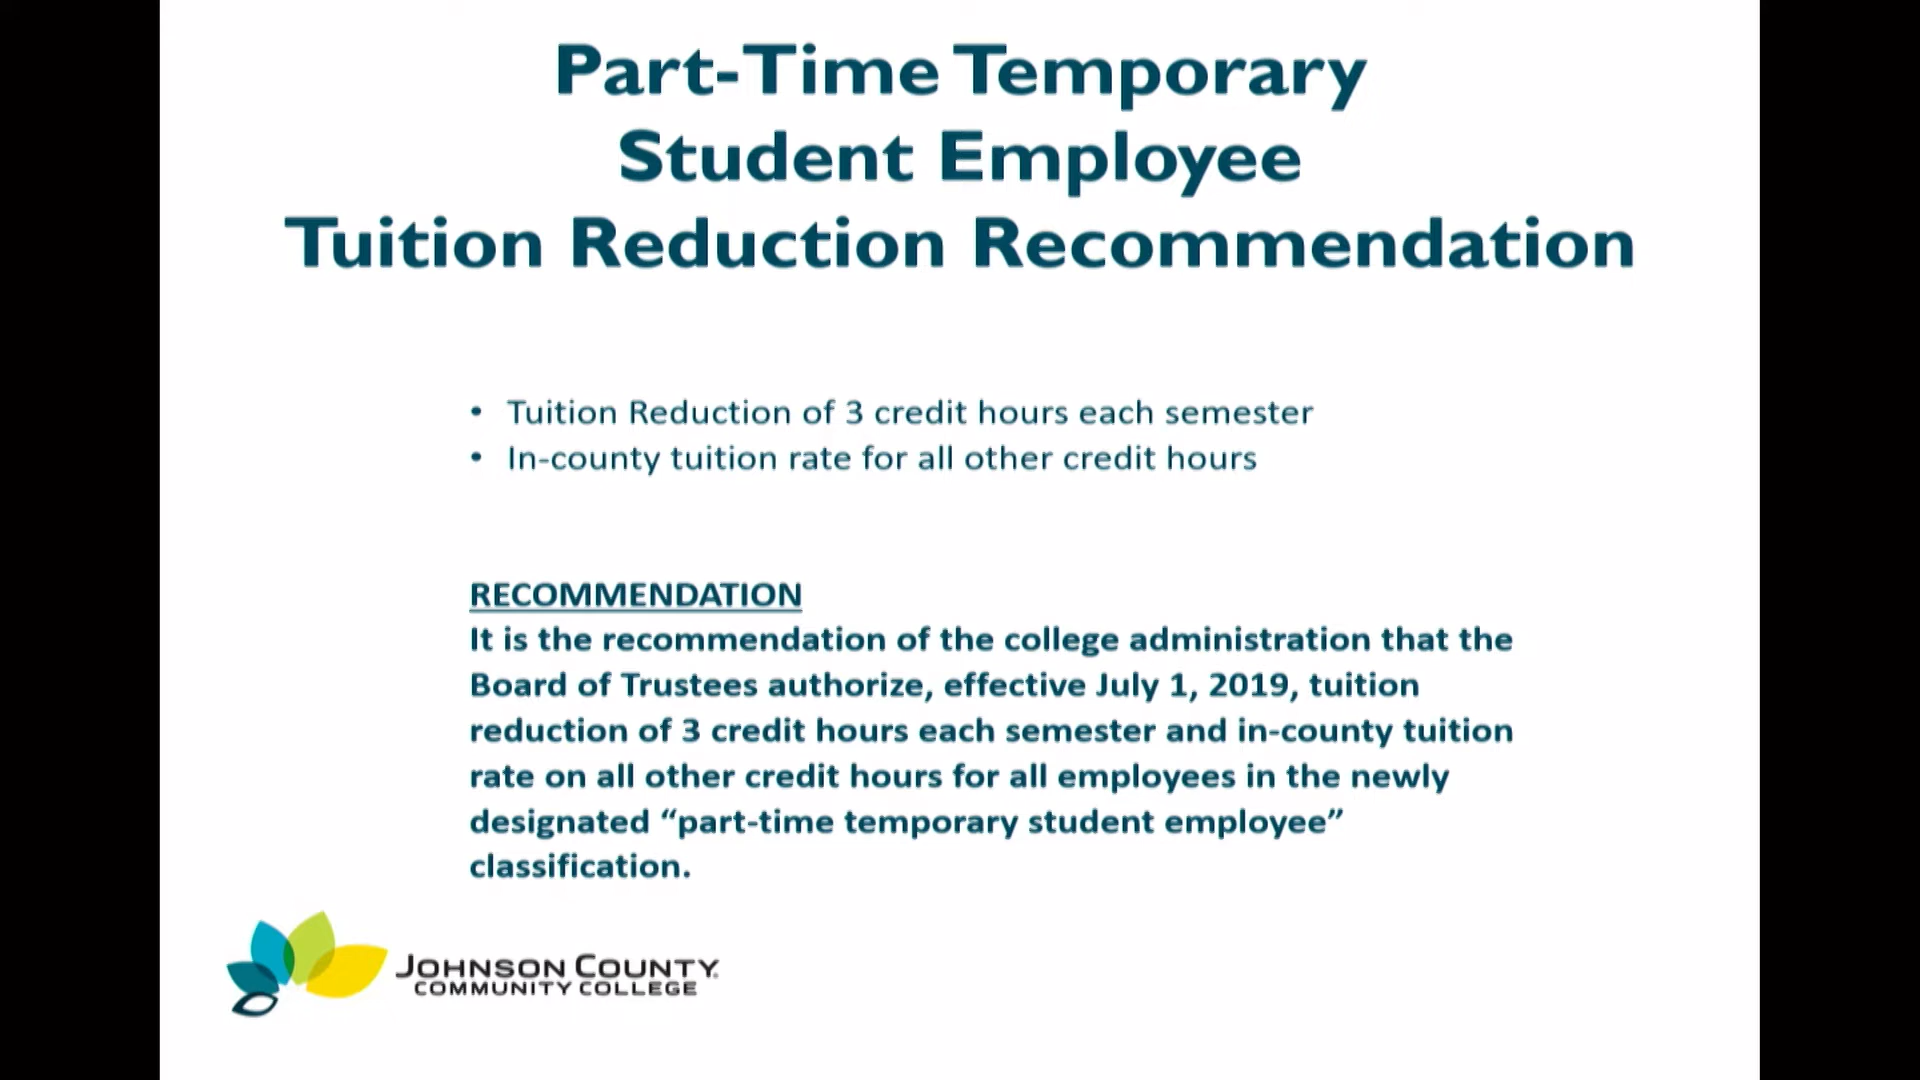 Part-Time Temporary
Student Employee
Tuition Reduction Recommendation
• Tuition Reduction of 3 credit hours each semester
• In-county tuition rate for all other credit hours
RECOMMENDATION
It is the recommendation of the college administration that the
Board of Trustees authorize, effective July 1, 2019, tuition
reduction of 3 credit hours each semester and in-county tuition
rate on all other credit hours for all employees in the newly
designated “part-time temporary student employee”
classification.
JOHNSON COUNTY
COMMUNITY COLLEGE